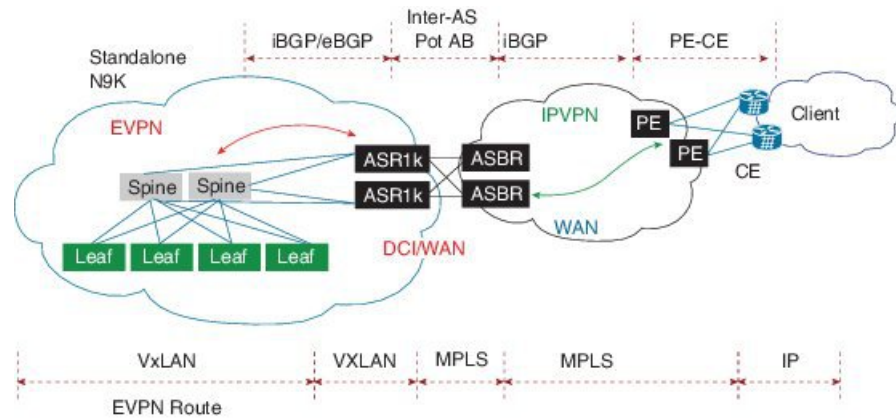 Inter-AS
iBGP/eBGP Pot AB iBGP PE-CE
Standalone
N9K
EVPN
IPVPN
Client
PE
PE
CE
ASR1k ASBR
Spine Spine
ASR1k ASBR
WAN
DCI/WAN
Leaf Leaf Leaf Leaf
VxLAN VXLAN MPLS MPLS IP
EVPN Route